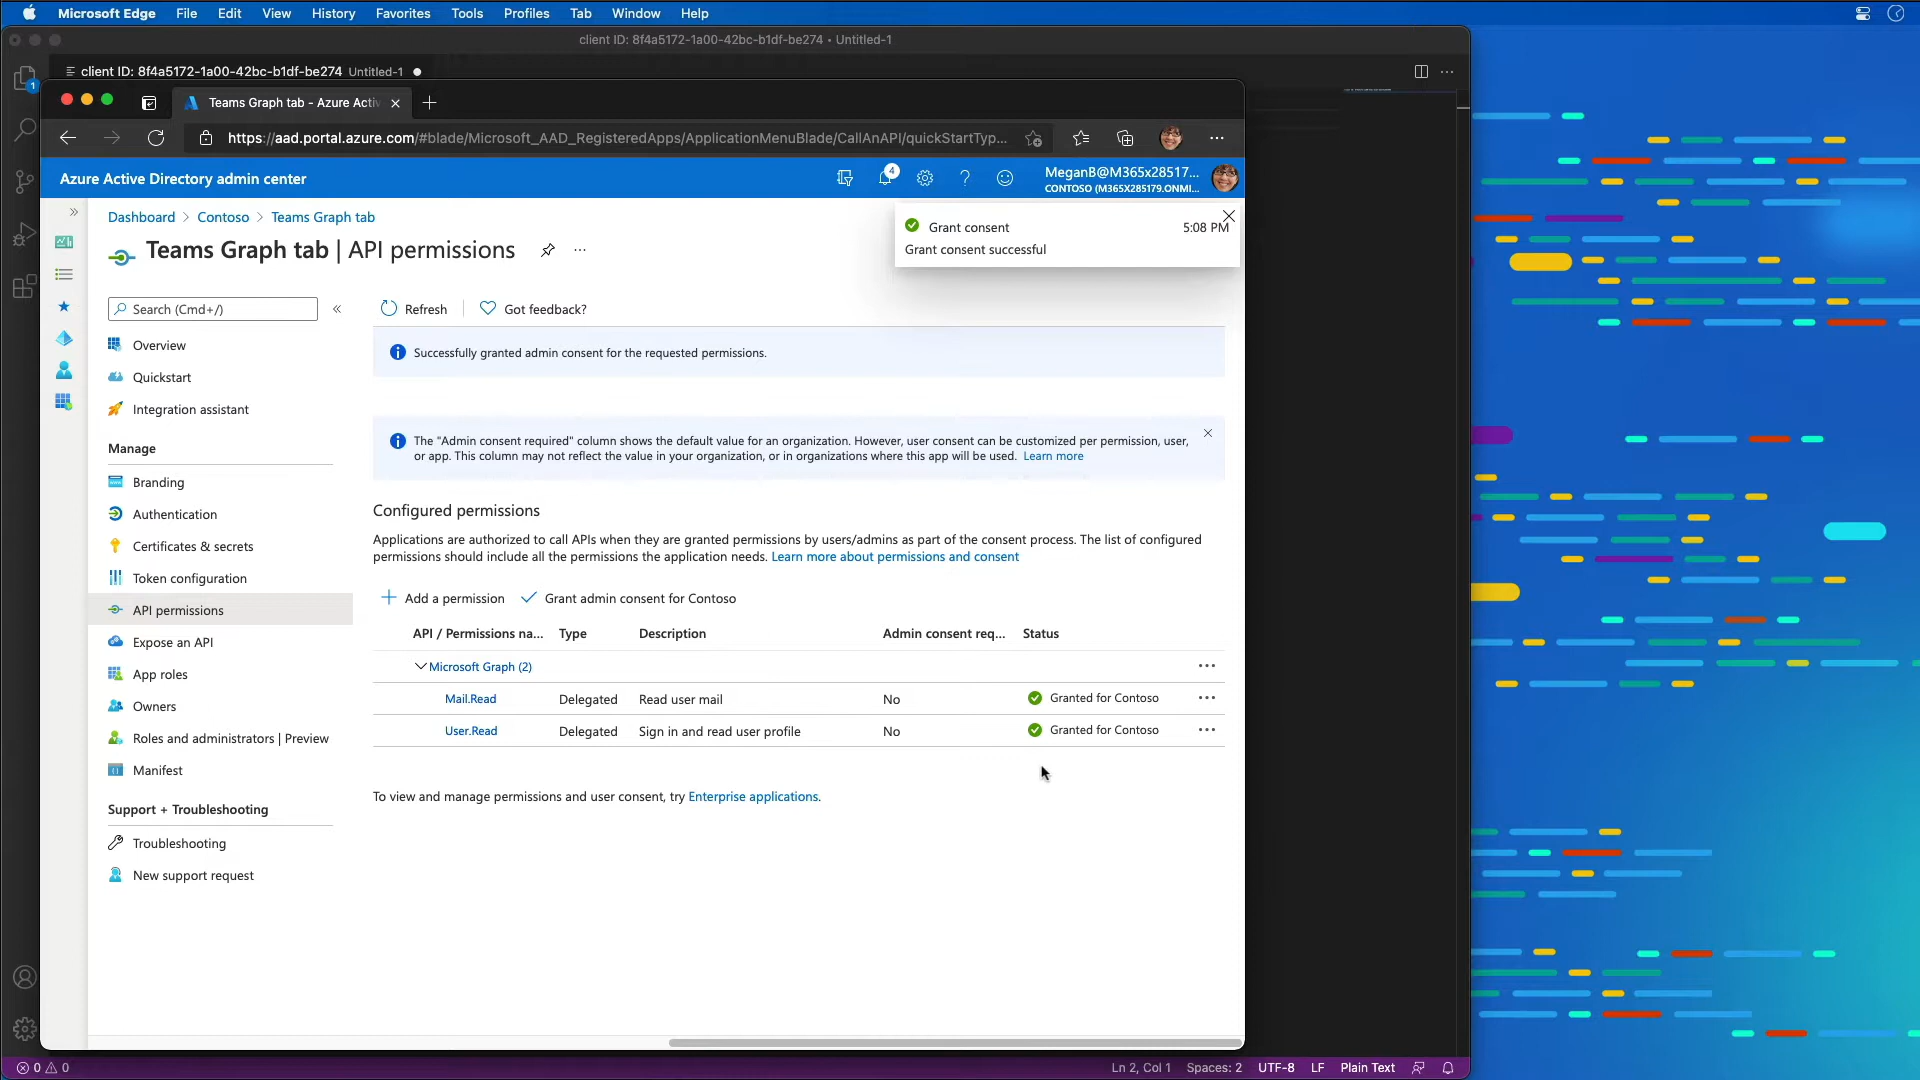 Microsoft Edge File Edit View History Favorites Tools Profiles Tab Window Help
client ID: 8f4a5172-1a00-42bc-b1df-be274 • Untitled-1
client ID: 8f4a5172-1a00-42bc-b1df-be274 Untitled-1
1
Teams Graph tab - Azure Activ
https://aad.portal.azure.com/#blade/Microsoft_AAD_RegisteredApps/ApplicationMenuBlade/CallAnAPI/quickStartTyp...
Azure Active Directory admin center
4
MeganB@M365x28517...
CONTOSO (M365X285179.ONMI...
Dashboard > Contoso > Teams Graph tab
Teams Graph tab | API permissions
Grant consent 5:08 PM
Grant consent successful
Search (Cmd+/)
Overview
Quickstart
Integration assistant
Manage
Branding
Authentication
Certificates & secrets
Token configuration
API permissions
Expose an API
App roles
Owners
Roles and administrators | Preview
Manifest
Support + Troubleshooting
Troubleshooting
New support request
Refresh Got feedback?
Successfully granted admin consent for the requested permissions.
The "Admin consent required" column shows the default value for an organization. However, user consent can be customized per permission, user,
or app. This column may not reflect the value in your organization, or in organizations where this app will be used. Learn more
Configured permissions
Applications are authorized to call APIs when they are granted permissions by users/admins as part of the consent process. The list of configured
permissions should include all the permissions the application needs. Learn more about permissions and consent
Add a permission Grant admin consent for Contoso
API / Permissions na... Type Description Admin consent req... Status
Microsoft Graph (2)
Mail.Read Delegated Read user mail No Granted for Contoso
User.Read Delegated Sign in and read user profile No Granted for Contoso
To view and manage permissions and user consent, try Enterprise applications.
0 0 Ln 2, Col 1 Spaces: 2 UTF-8 LF Plain Text